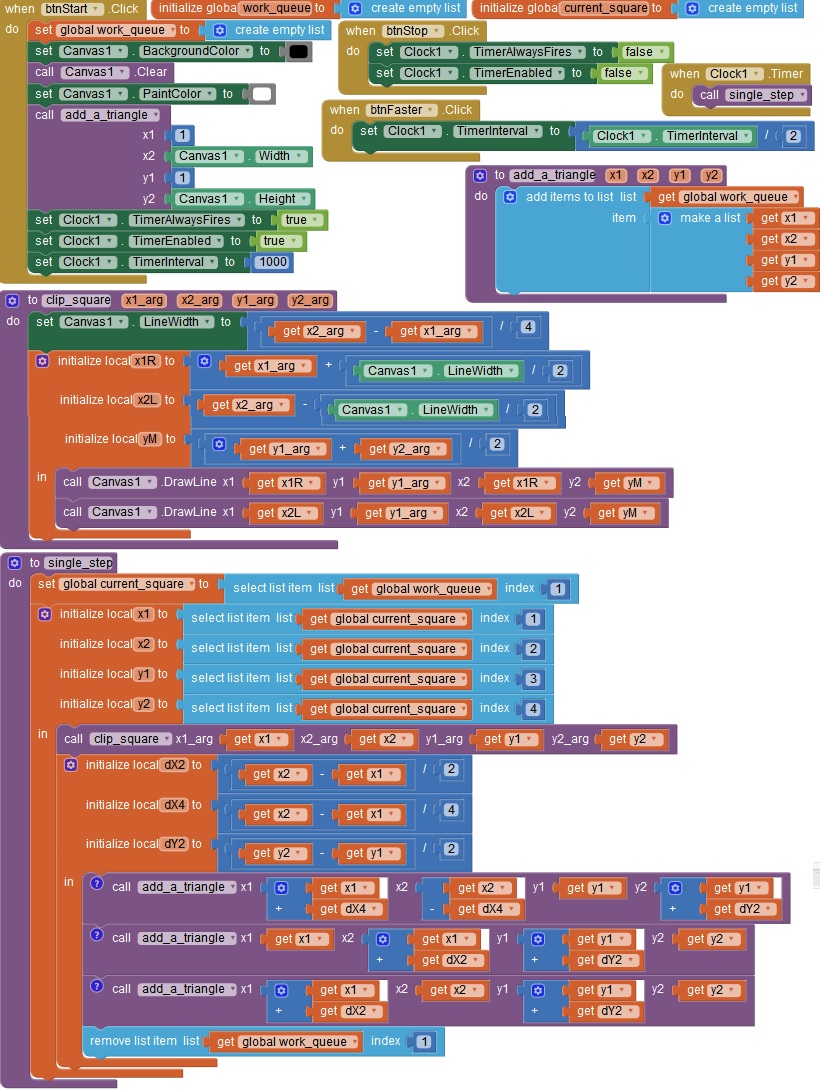 when btnStart .Click
do set global work_queue to create empty list
set Canvas1 . BackgroundColor to
call Canvas1 .Clear
set Canvas1 . PaintColor to
call add_a_triangle
x1 1
x2 Canvas1 . Width
y1 1
y2 Canvas1 . Height
set Clock1 . TimerAlwaysFires to true
set Clock1 . TimerEnabled to true
set Clock1 . TimerInterval to 1000
initialize global work_queue to create empty list
initialize global current_square to create empty list
when btnStop .Click
do set Clock1 . TimerAlwaysFires to false
set Clock1 . TimerEnabled to false
when Clock1 .Timer
do call single_step
when btnFaster .Click
do set Clock1 . TimerInterval to Clock1 . TimerInterval / 2
to add_a_triangle x1 x2 y1 y2
do add items to list list get global work_queue
item make a list get x1
get x2
get y1
get y2
to clip_square x1_arg x2_arg y1_arg y2_arg
do set Canvas1 . LineWidth to get x2_arg - get x1_arg / 4
initialize local x1R to get x1_arg + Canvas1 . LineWidth / 2
initialize local x2L to get x2_arg - Canvas1 . LineWidth / 2
initialize local yM to get y1_arg + get y2_arg / 2
in call Canvas1 .DrawLine x1 get x1R y1 get y1_arg x2 get x1R y2 get yM
call Canvas1 .DrawLine x1 get x2L y1 get y1_arg x2 get x2L y2 get yM
to single_step
do set global current_square to select list item list get global work_queue index 1
initialize local x1 to select list item list get global current_square index 1
initialize local x2 to select list item list get global current_square index 2
initialize local y1 to select list item list get global current_square index 3
initialize local y2 to select list item list get global current_square index 4
in call clip_square x1_arg get x1 x2_arg get x2 y1_arg get y1 y2_arg get y2
initialize local dX2 to get x2 - get x1 / 2
initialize local dX4 to get x2 - get x1 / 4
initialize local dY2 to get y2 - get y1 / 2
in ? call add_a_triangle x1 get x1 x2 get x2 y1 get y1 y2 get y1
+ get dX4 - get dX4 + get dY2
? call add_a_triangle x1 get x1 x2 get x1 y1 get y1 y2 get y2
+ get dX2 + get dY2
? call add_a_triangle x1 get x1 x2 get x2 y1 get y1 y2 get y2
+ get dX2 + get dY2
remove list item list get global work_queue index 1